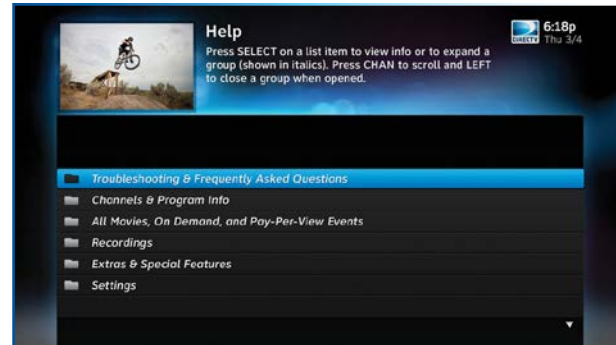 Help
Press SELECT on a list item to view info or to expand a
group (shown in italics). Press CHAN to scroll and LEFT
to close a group when opened.
DIRECTV
6:18p
Thu 3/4
Troubleshooting & Frequently Asked Questions
Channels & Program Info
All Movies, On Demand, and Pay-Per-View Events
Recordings
Extras & Special Features
Settings